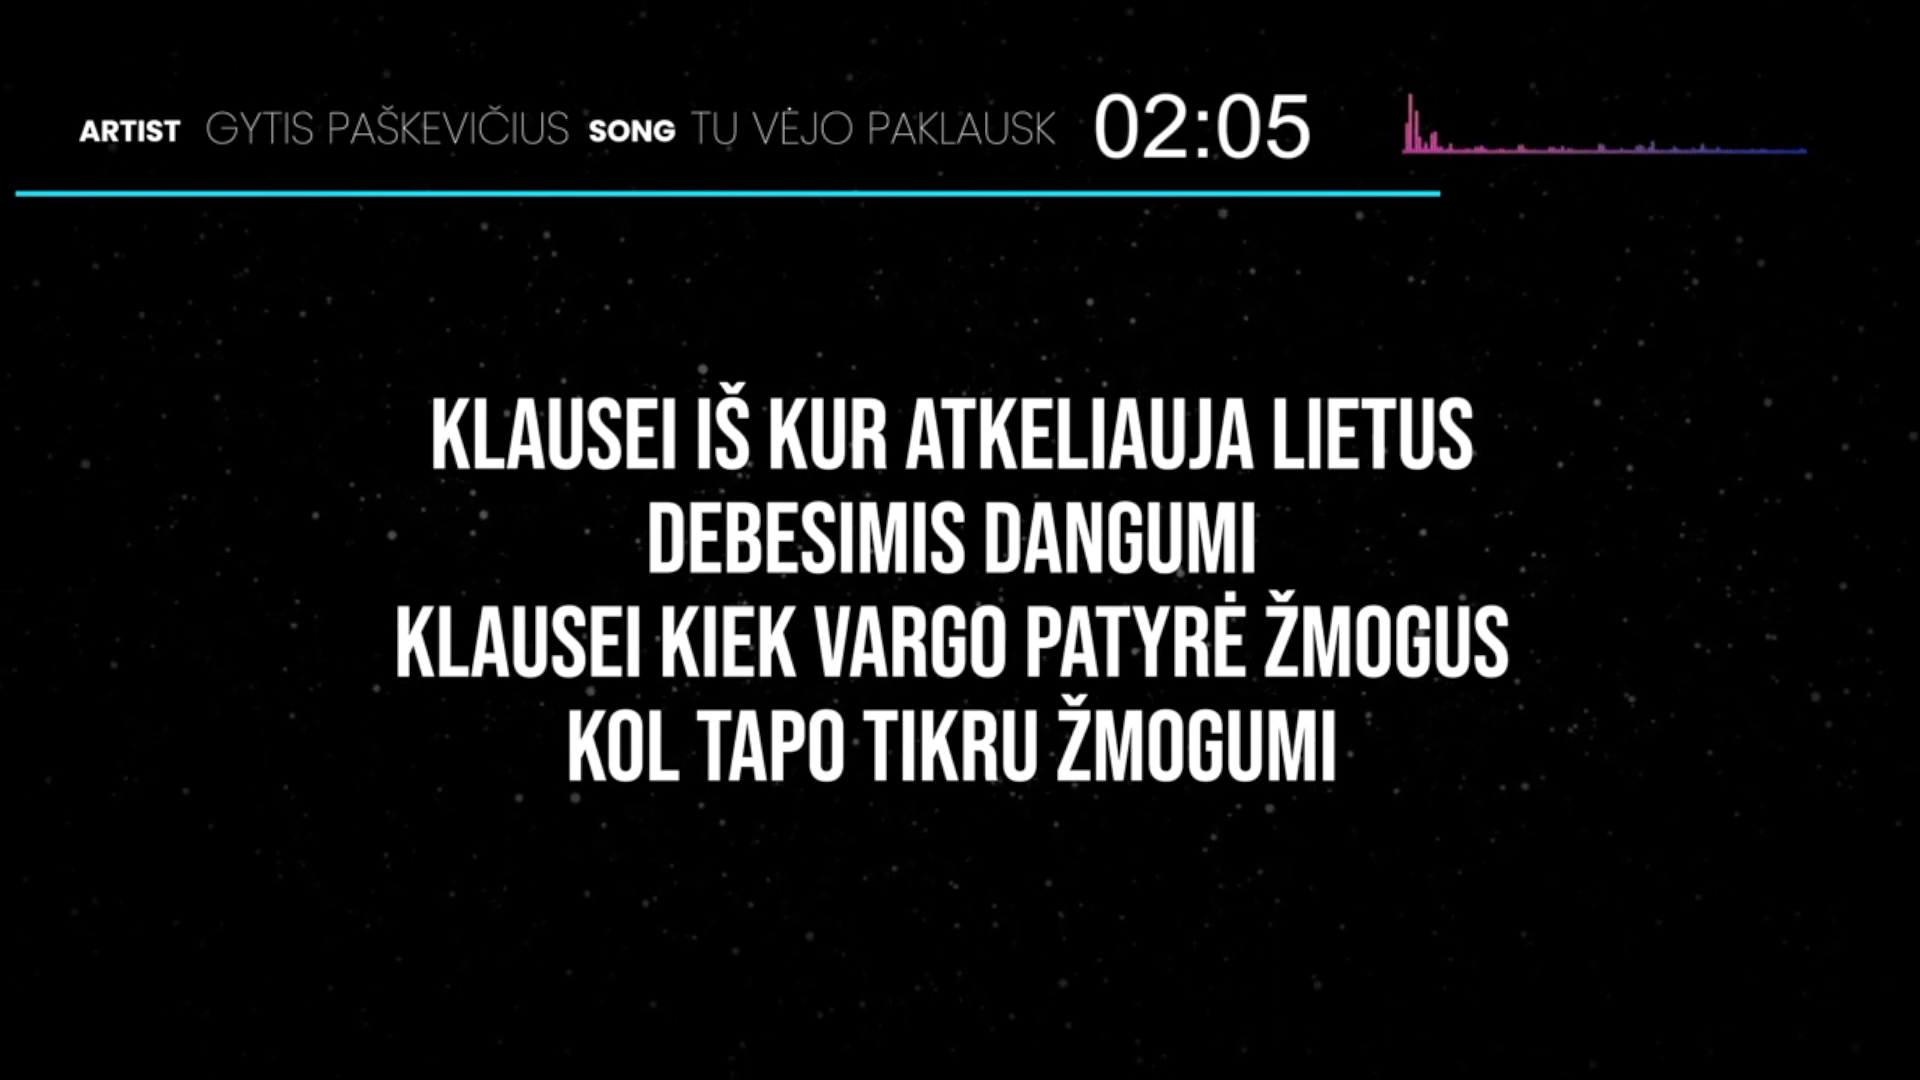 ARTIST GYTIS PAŠKEVIČIUS SONG TU VĖJO PAKLAUSK 02:05
KLAUSEI IŠ KUR ATKELIAUJA LIETUS
DEBESIMIS DANGUMI
KLAUSEI KIEK VARGO PATYRĖ ŽMOGUS
KOL TAPO TIKRU ŽMOGUMI